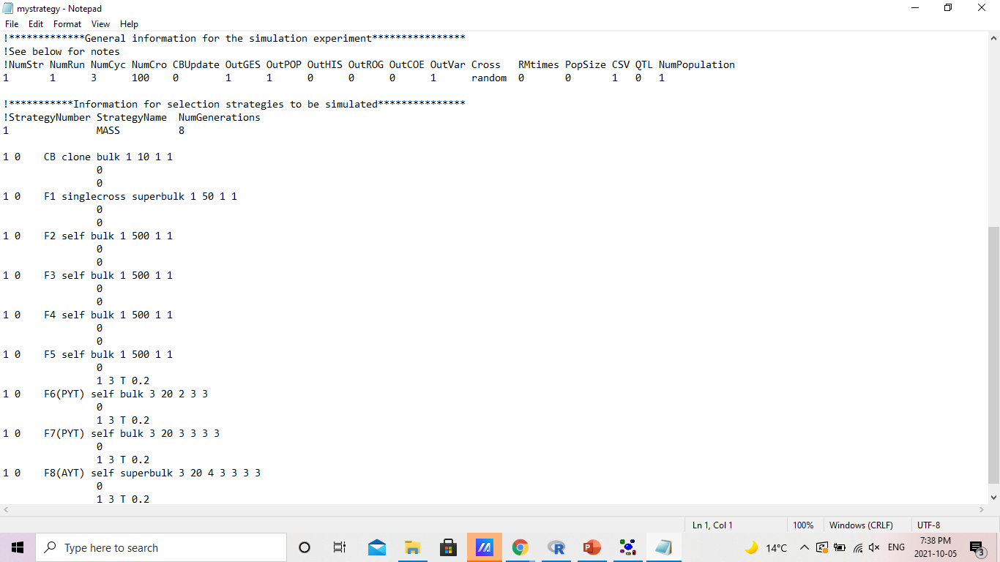 mystrategy - Notepad
File Edit Format View Help
!*************General information for the simulation experiment****************
!See below for notes
!NumStr NumRun NumCyc NumCro CBUpdate OutGES OutPOP OutHIS OutROG OutCOE OutVar Cross RMtimes PopSize CSV QTL NumPopulation
1 1 3 100 0 1 1 0 0 0 1 random 0 0 1 0 1
!***********Information for selection strategies to be simulated***************
!StrategyNumber StrategyName NumGenerations
1 MASS 8
1 0 CB clone bulk 1 10 1 1
0
0
1 0 F1 singlecross superbulk 1 50 1 1
0
0
1 0 F2 self bulk 1 500 1 1
0
0
1 0 F3 self bulk 1 500 1 1
0
0
1 0 F4 self bulk 1 500 1 1
0
0
1 0 F5 self bulk 1 500 1 1
0
1 3 T 0.2
1 0 F6(PYT) self bulk 3 20 2 3 3
0
1 3 T 0.2
1 0 F7(PYT) self bulk 3 20 3 3 3 3
0
1 3 T 0.2
1 0 F8(AYT) self superbulk 3 20 4 3 3 3 3
0
1 3 T 0.2
Ln 1, Col 1 100% Windows (CRLF) UTF-8
Type here to search
14°C ENG 7:38 PM
2021-10-05
3